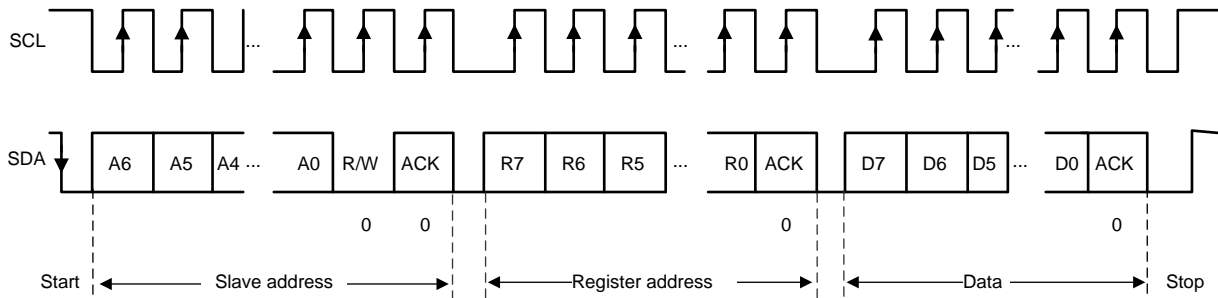 SCL ... ... ...
SDA A6 A5 A4 ... A0 R/W ACK R7 R6 R5 ... R0 ACK D7 D6 D5 ... D0 ACK
0 0 0 0
Start Slave address Register address Data Stop